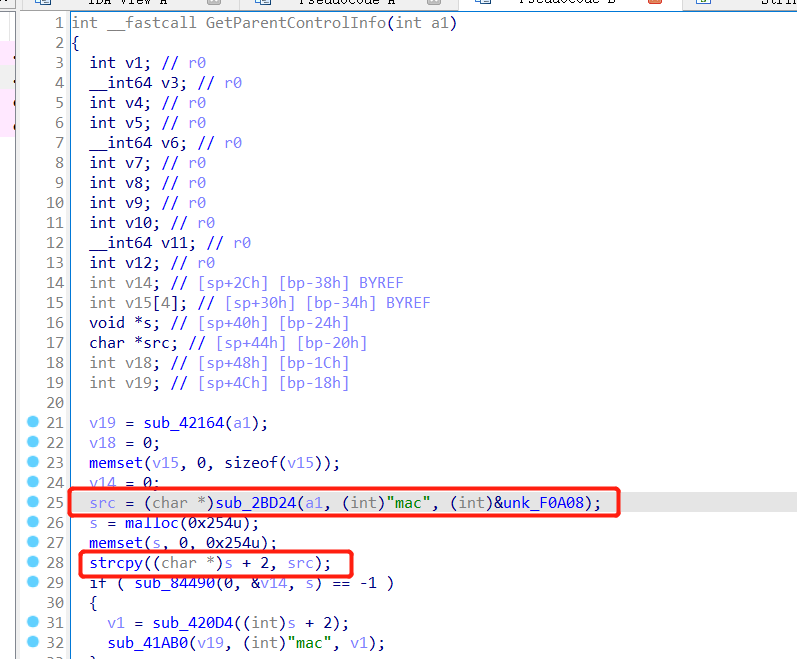 IDA View-A Pseudocode-A Pseudocode-B
1 int __fastcall GetParentControlInfo(int a1)
2 {
3 int v1; // r0
4 __int64 v3; // r0
5 int v4; // r0
6 int v5; // r0
7 __int64 v6; // r0
8 int v7; // r0
9 int v8; // r0
10 int v9; // r0
11 int v10; // r0
12 __int64 v11; // r0
13 int v12; // r0
14 int v14; // [sp+2Ch] [bp-38h] BYREF
15 int v15[4]; // [sp+30h] [bp-34h] BYREF
16 void *s; // [sp+40h] [bp-24h]
17 char *src; // [sp+44h] [bp-20h]
18 int v18; // [sp+48h] [bp-1Ch]
19 int v19; // [sp+4Ch] [bp-18h]
20
21 v19 = sub_42164(a1);
22 v18 = 0;
23 memset(v15, 0, sizeof(v15));
24 v14 = 0;
25 src = (char *)sub_2BD24(a1, (int)"mac", (int)&unk_F0A08);
26 s = malloc(0x254u);
27 memset(s, 0, 0x254u);
28 strcpy((char *)s + 2, src);
29 if ( sub_84490(0, &v14, s) == -1 )
30 {
31 v1 = sub_420D4((int)s + 2);
32 sub_41AB0(v19, (int)"mac", v1);